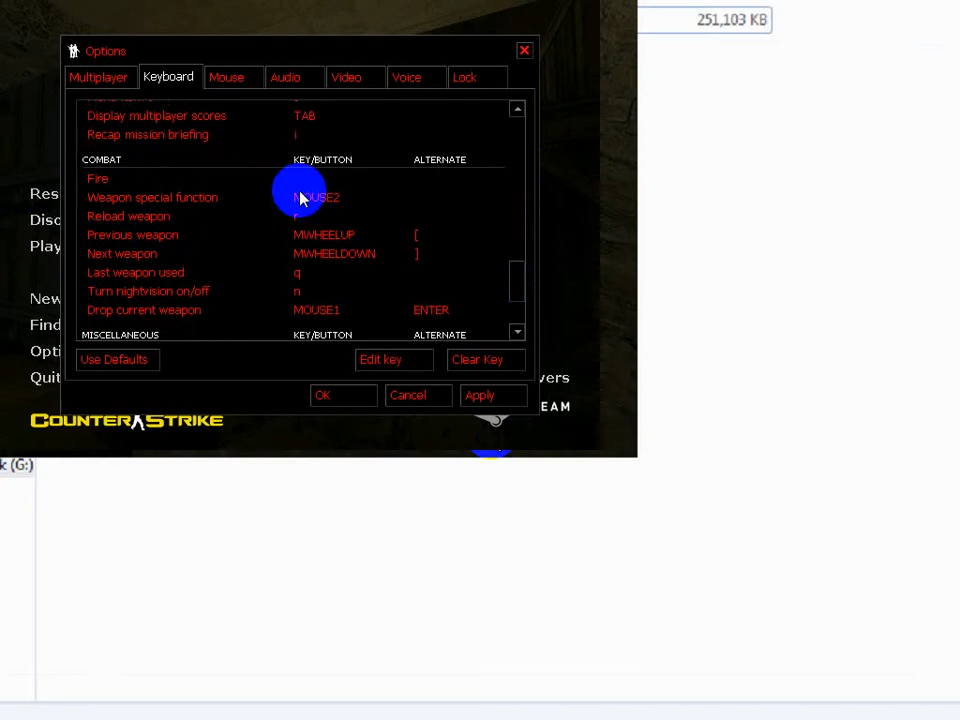 251,103 KB
Options
Multiplayer Keyboard Mouse Audio Video Voice Lock
Display multiplayer scores TAB
Recap mission briefing i
COMBAT KEY/BUTTON ALTERNATE
Fire
Weapon special function MOUSE2
Reload weapon r
Previous weapon MWHEELUP [
Next weapon MWHEELDOWN ]
Last weapon used q
Turn nightvision on/off n
Drop current weapon MOUSE1 ENTER
MISCELLANEOUS KEY/BUTTON ALTERNATE
Use Defaults Edit key Clear Key
OK Cancel Apply
Res
Disc
Play
New
Find
Opti
Quit
vers
EAM
COUNTER STRIKE
k (G:)